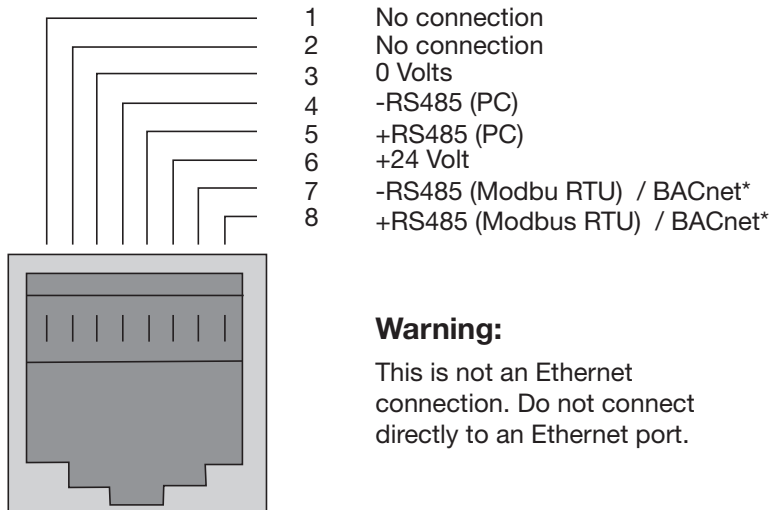 1 No connection
2 No connection
3 0 Volts
4 -RS485 (PC)
5 +RS485 (PC)
6 +24 Volt
7 -RS485 (Modbu RTU) / BACnet*
8 +RS485 (Modbus RTU) / BACnet*
Warning:
This is not an Ethernet
connection. Do not connect
directly to an Ethernet port.